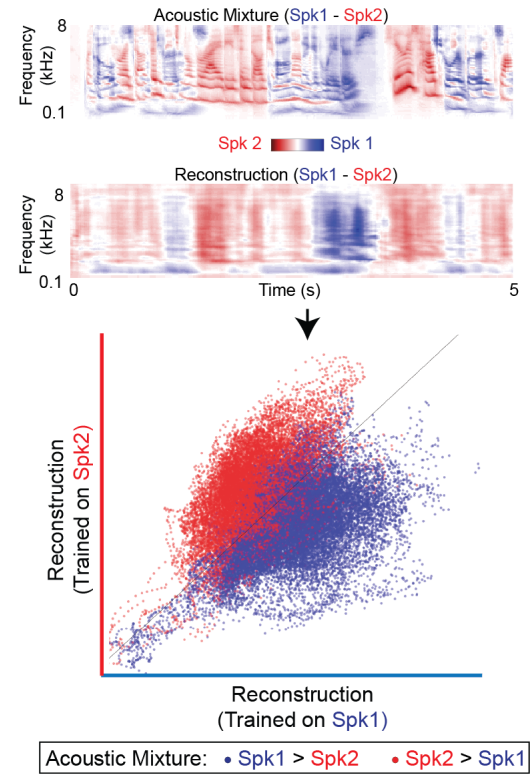 Acoustic Mixture (Spk1 - Spk2)
8
Frequency
(kHz)
0.1
Spk 2 Spk 1
Reconstruction (Spk1 - Spk2)
8
Frequency
(kHz)
0.1
0 Time (s) 5
Reconstruction
(Trained on Spk2)
Reconstruction
(Trained on Spk1)
Acoustic Mixture: • Spk1 > Spk2 • Spk2 > Spk1